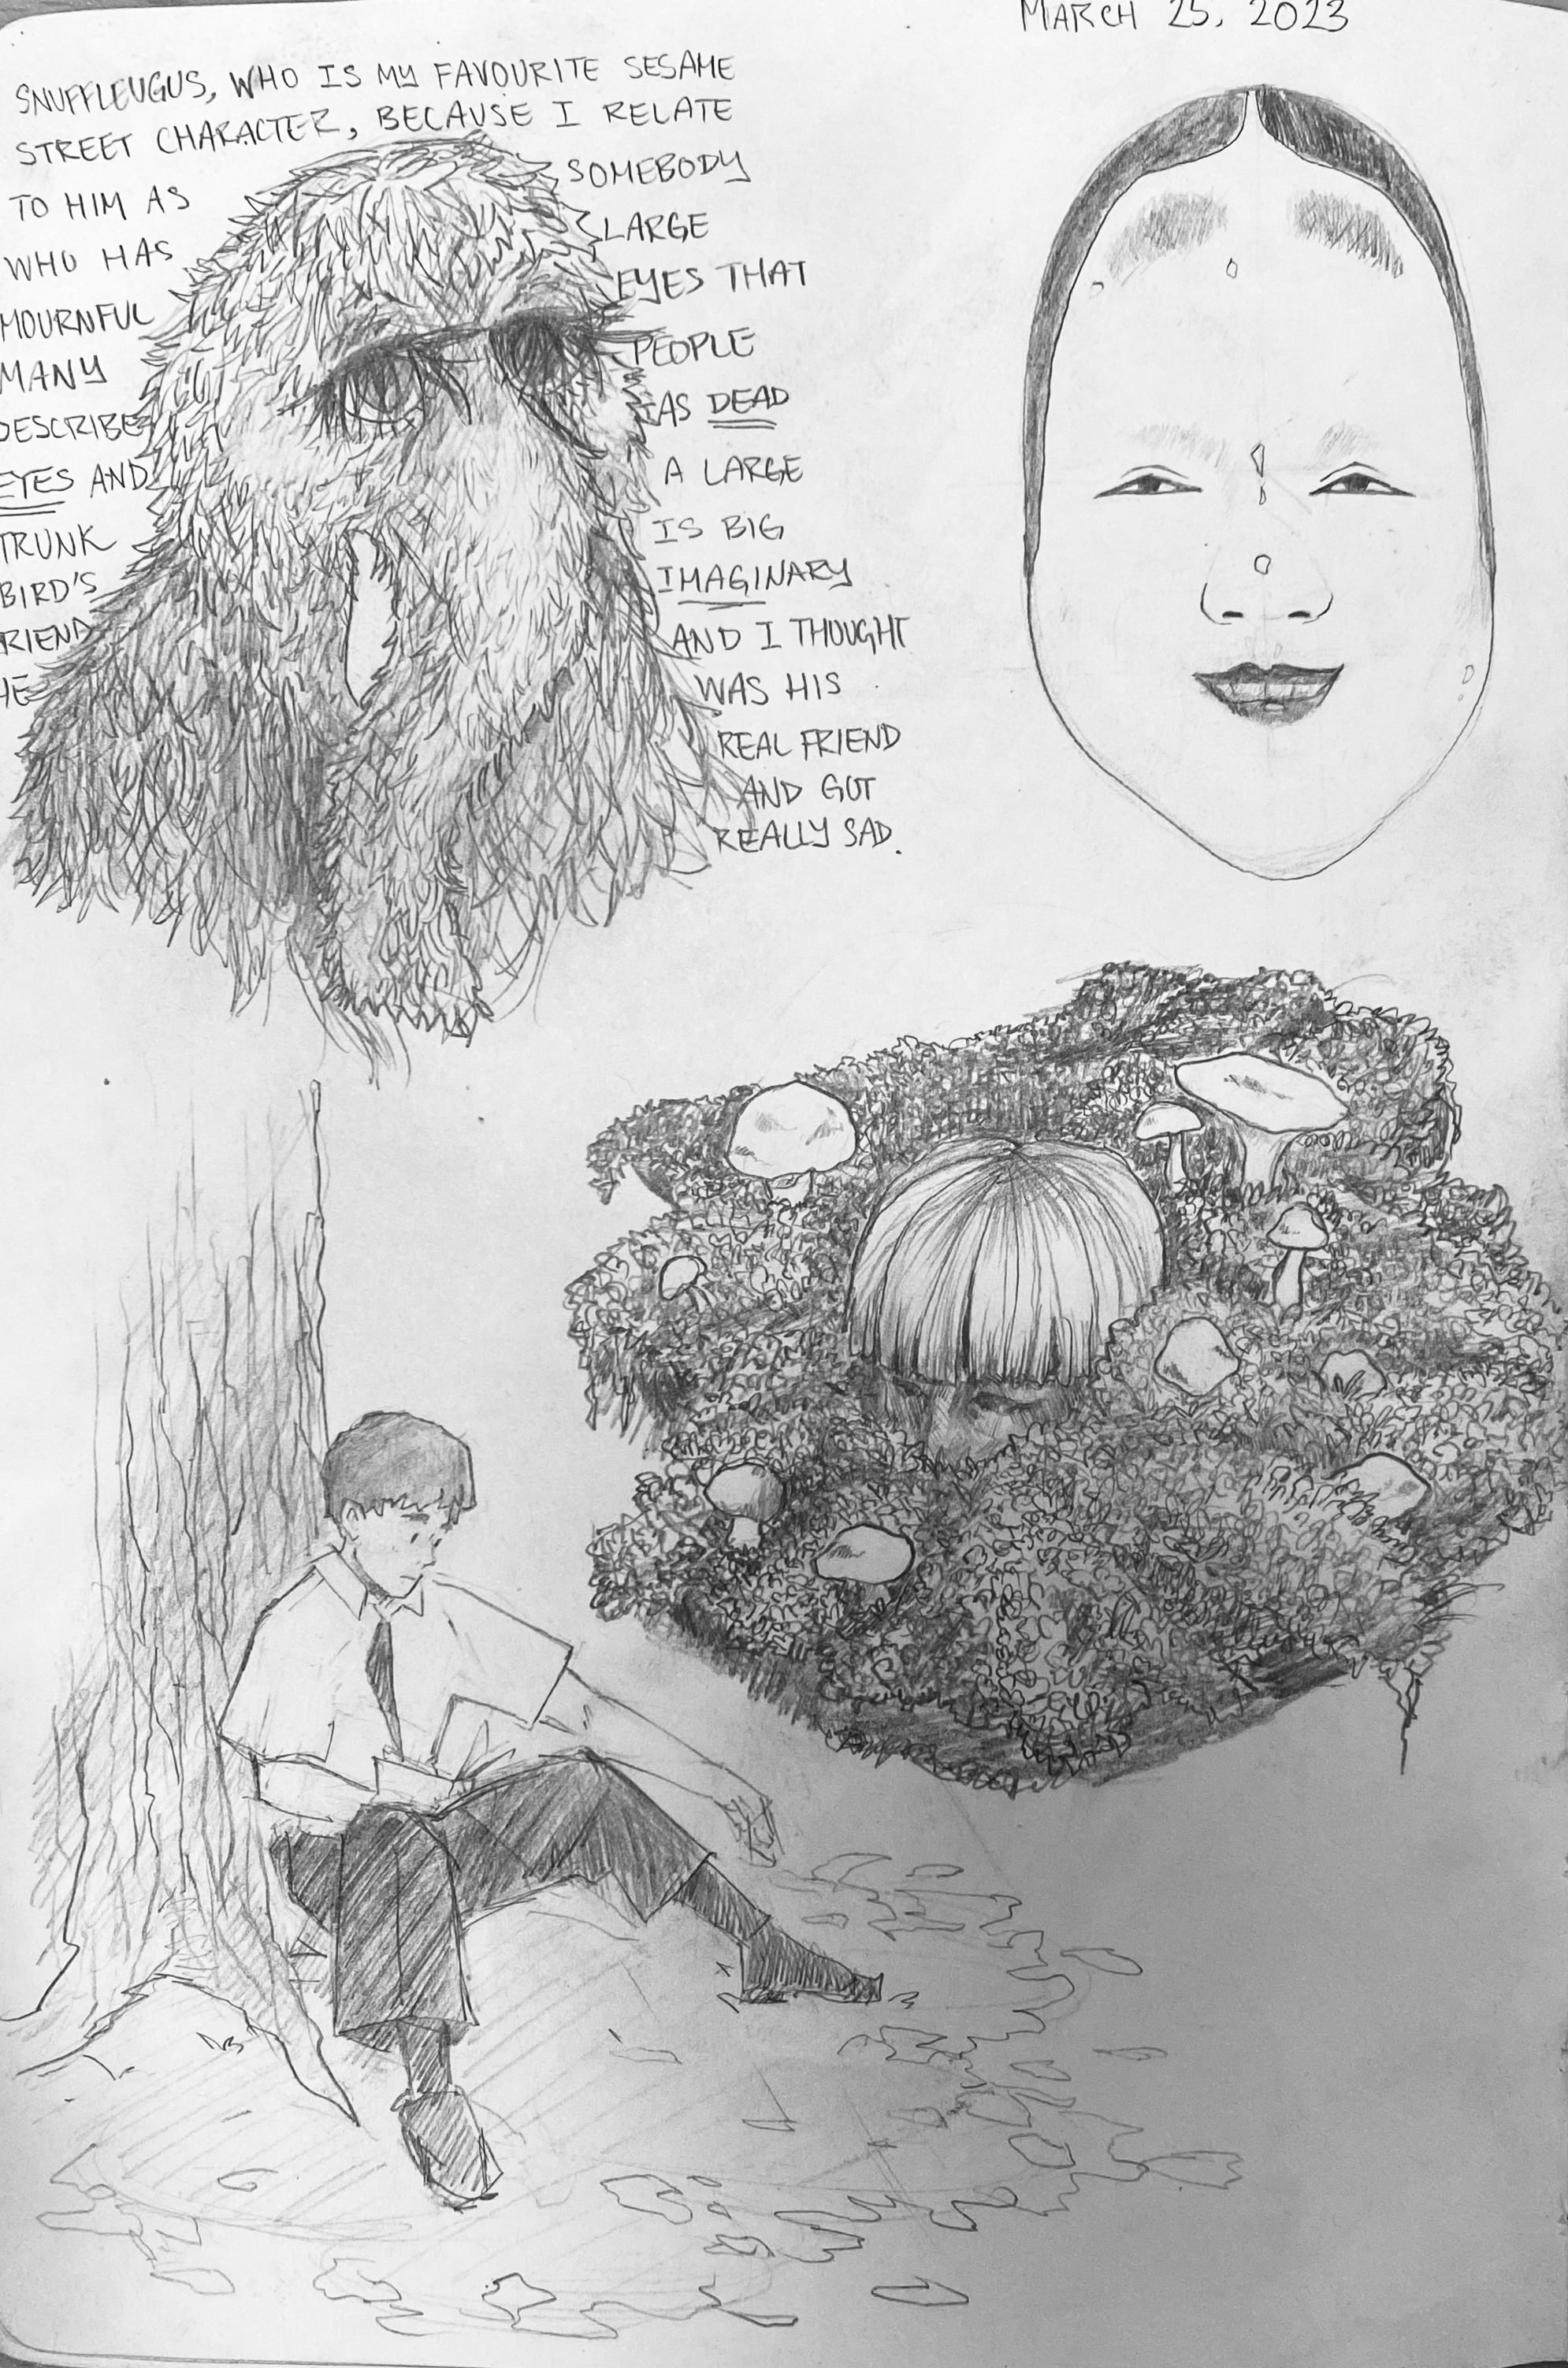 MARCH 25, 2023
SNUFFLEUGUS, WHO IS MY FAVOURITE SESAME
STREET CHARACTER, BECAUSE I RELATE
TO HIM AS SOMEBODY
WHO HAS LARGE
MOURNFUL EYES THAT
MANY PEOPLE
DESCRIBE AS DEAD
EYES AND A LARGE
TRUNK IS BIG
BIRD'S IMAGINARY
RIEND AND I THOUGHT
HE WAS HIS
REAL FRIEND
AND GOT
REALLY SAD.